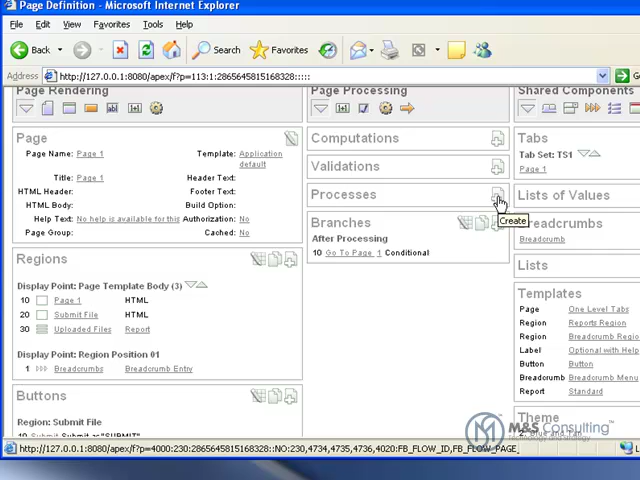 Page Definition - Microsoft Internet Explorer
File Edit View Favorites Tools Help
Back Search Favorites
Address http://127.0.0.1:8080/apex/f?p=113:1:2865645815168328:::::
Page Rendering
Page
Page Name: Page 1 Template: Application default
Title: Page 1 Header Text:
HTML Header: Footer Text:
HTML Body: Build Option:
Help Text: No help is available for this Authorization: No
Page Group: Cached: No
Regions
Display Point: Page Template Body (3)
10 Page 1 HTML
20 Submit File HTML
30 Uploaded Files Report
Display Point: Region Position 01
1 Breadcrumbs Breadcrumb Entry
Buttons
Region: Submit File
Page Processing
Computations
Validations
Processes
Create
Branches
After Processing
10 Go To Page 1 Conditional
Shared Components
Tabs
Tab Set: TS1
Page 1
Lists of Values
Breadcrumbs
Breadcrumb
Lists
Templates
Page One Level Tabs
Region Reports Region
Region Breadcrumb Regio
Label Optional with Help
Button Button
Breadcrumb Breadcrumb Menu
Report Standard
Theme
M&S Consulting
http://127.0.0.1:8080/apex/f?p=4000:230:2865645815168328::NO:230,4734,4735,4736,4020:FB_FLOW_ID,FB_FLOW_PAGE_